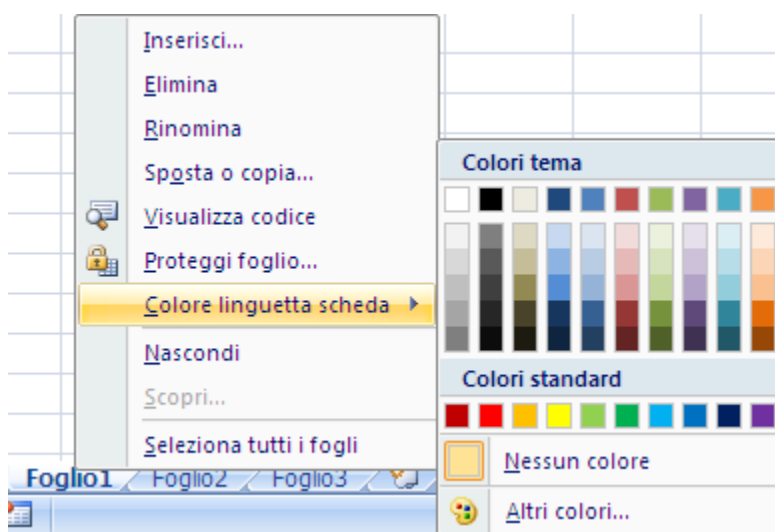 Inserisci...
Elimina
Rinomina
Sposta o copia...
Visualizza codice
Proteggi foglio...
Colore linguetta scheda
Nascondi
Scopri...
Seleziona tutti i fogli
Colori tema
Colori standard
Nessun colore
Altri colori...
Foglio1 Foglio2 Foglio3